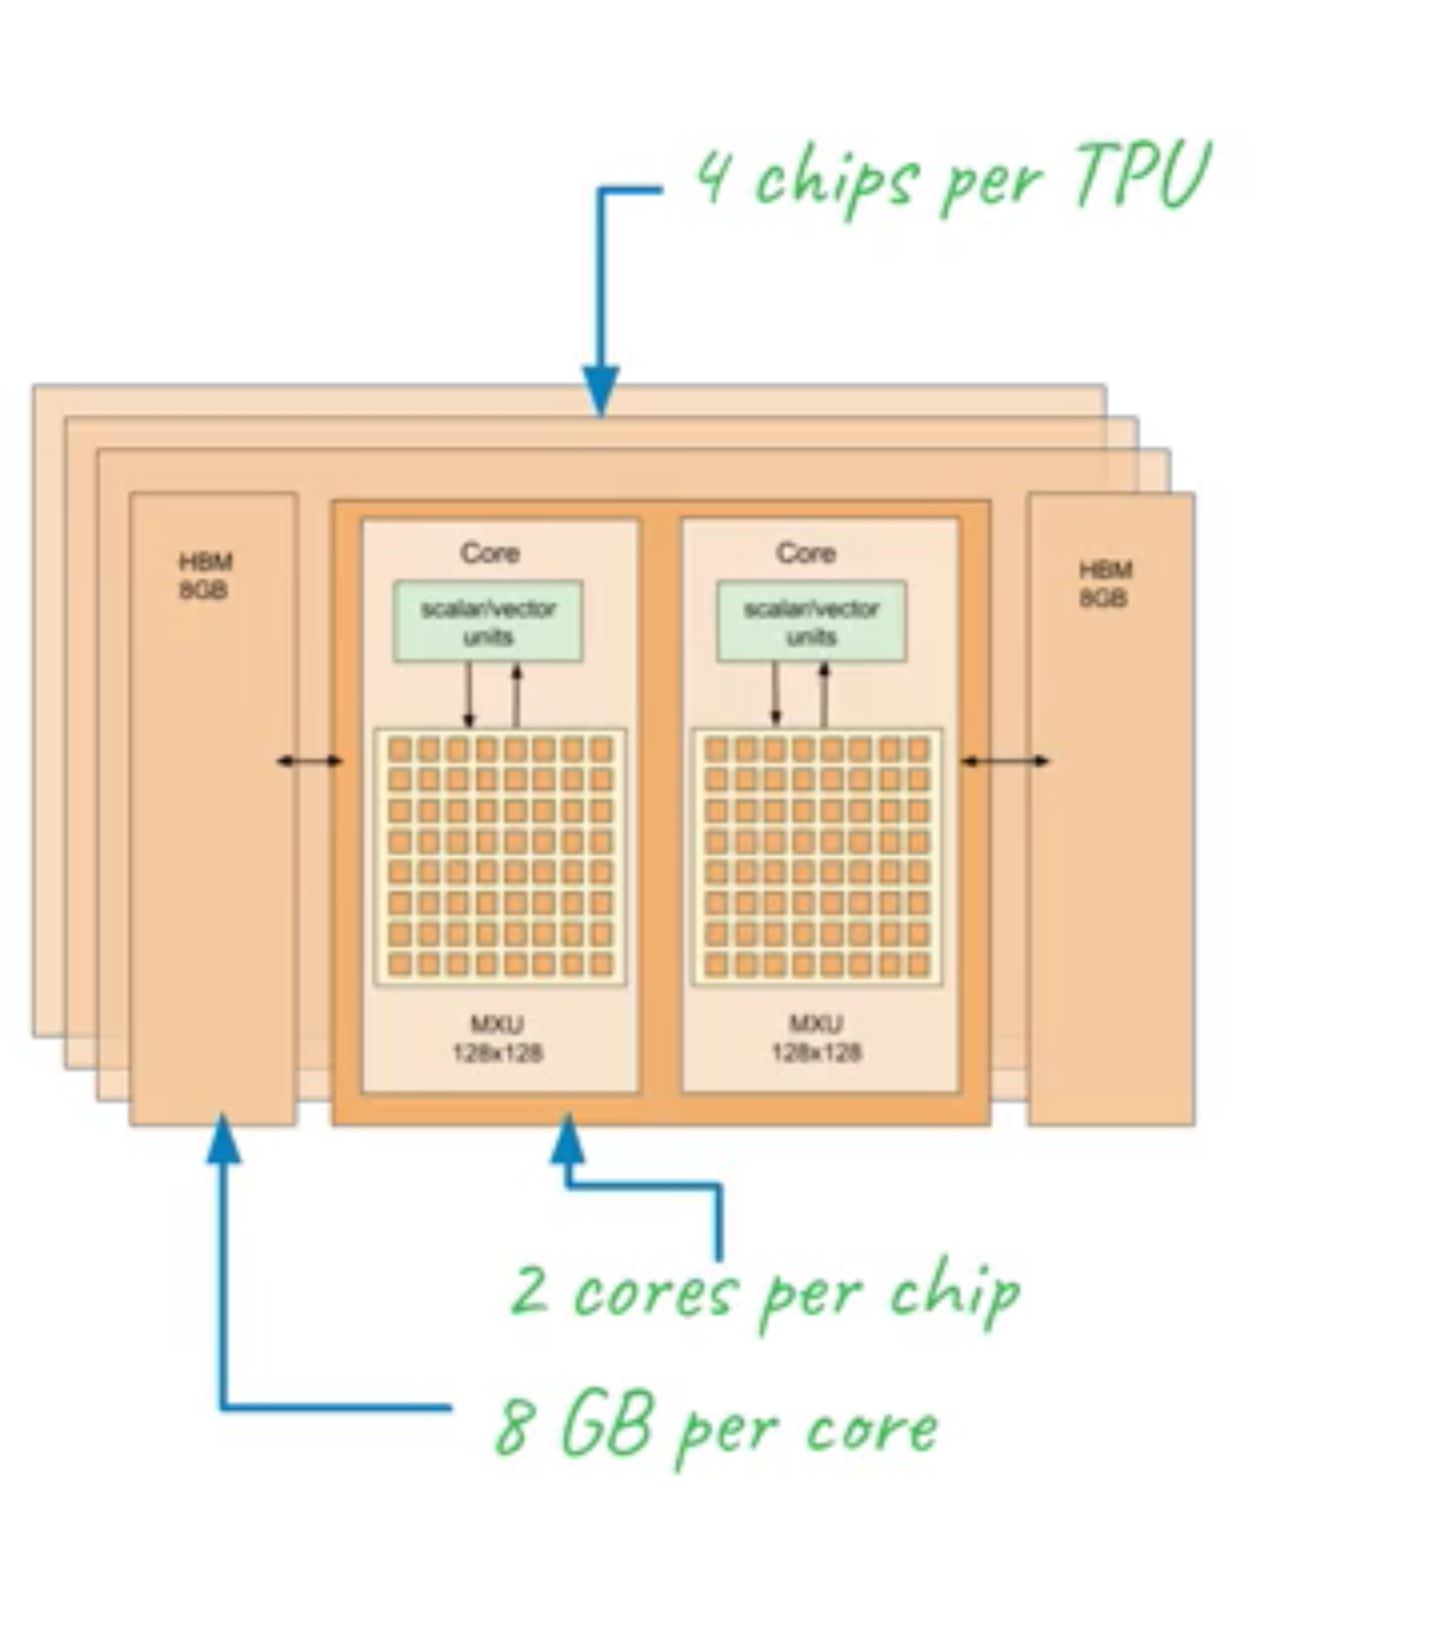 4 chips per TPU
HBM
8GB
Core
scalar/vector
units
MXU
128x128
Core
scalar/vector
units
MXU
128x128
HBM
8GB
2 cores per chip
8 GB per core